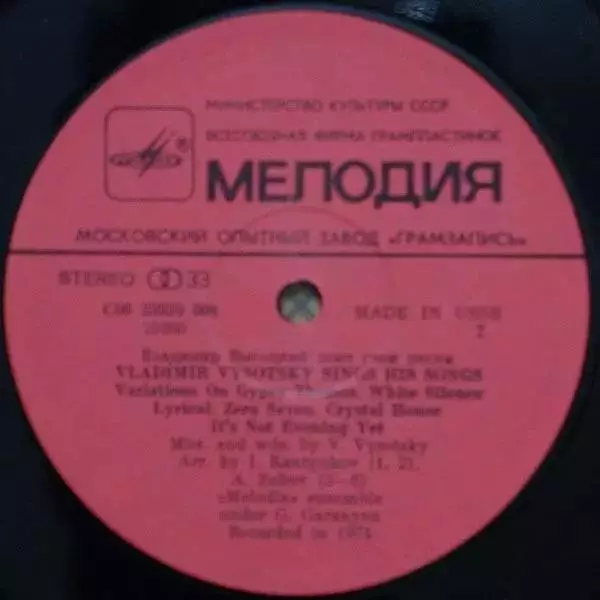 МИНИСТЕРСТВО КУЛЬТУРЫ СССР
ВСЕСОЮЗНАЯ ФИРМА ГРАМПЛАСТИНОК
МЕЛОДИЯ
МОСКОВСКИЙ ОПЫТНЫЙ ЗАВОД «ГРАМЗАПИСЬ»
STEREO 33
MADE IN USSR
2
Владимир Высоцкий поет свои песни
VLADIMIR VYSOTSKY SINGS HIS SONGS
Variations On Gypsy Themes, White Silence
Lyrical, Zero Seven, Crystal House
It's Not Evening Yet
Mus. and wds. by V. Vysotsky
Arr. by (1, 2),
A. Zubov (3—6)
«Melodia» ensemble
under G. Garanyan
Recorded in 1974